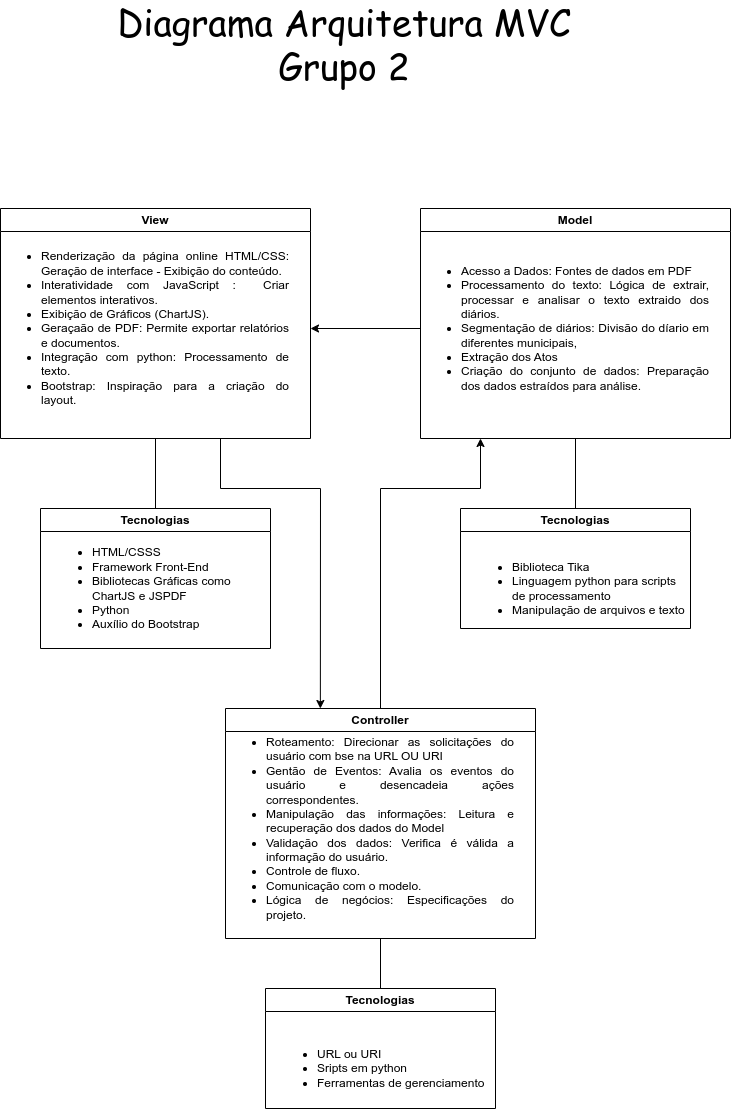 Diagrama Arquitetura MVC
Grupo 2
View
Renderização da página online HTML/CSS:
Geração de interface - Exibição do conteúdo.
Interatividade com JavaScript : Criar
elementos interativos.
Exibição de Gráficos (ChartJS).
Geraçaão de PDF: Permite exportar relatórios
e documentos.
Integração com python: Processamento de
texto.
Bootstrap: Inspiração para a criação do
layout.
Model
Acesso a Dados: Fontes de dados em PDF
Processamento do texto: Lógica de extrair,
processar e analisar o texto extraido dos
diários.
Segmentação de diários: Divisão do díario em
diferentes municipais,
Extração dos Atos
Criação do conjunto de dados: Preparação
dos dados estraídos para análise.
Tecnologias
HTML/CSSS
Framework Front-End
Bibliotecas Gráficas como
ChartJS e JSPDF
Python
Auxílio do Bootstrap
Tecnologias
Biblioteca Tika
Linguagem python para scripts
de processamento
Manipulação de arquivos e texto
Controller
Roteamento: Direcionar as solicitações do
usuário com bse na URL OU URI
Gentão de Eventos: Avalia os eventos do
usuário e desencadeia ações
correspondentes.
Manipulação das informações: Leitura e
recuperação dos dados do Model
Validação dos dados: Verifica é válida a
informação do usuário.
Controle de fluxo.
Comunicação com o modelo.
Lógica de negócios: Especificações do
projeto.
Tecnologias
URL ou URI
Sripts em python
Ferramentas de gerenciamento